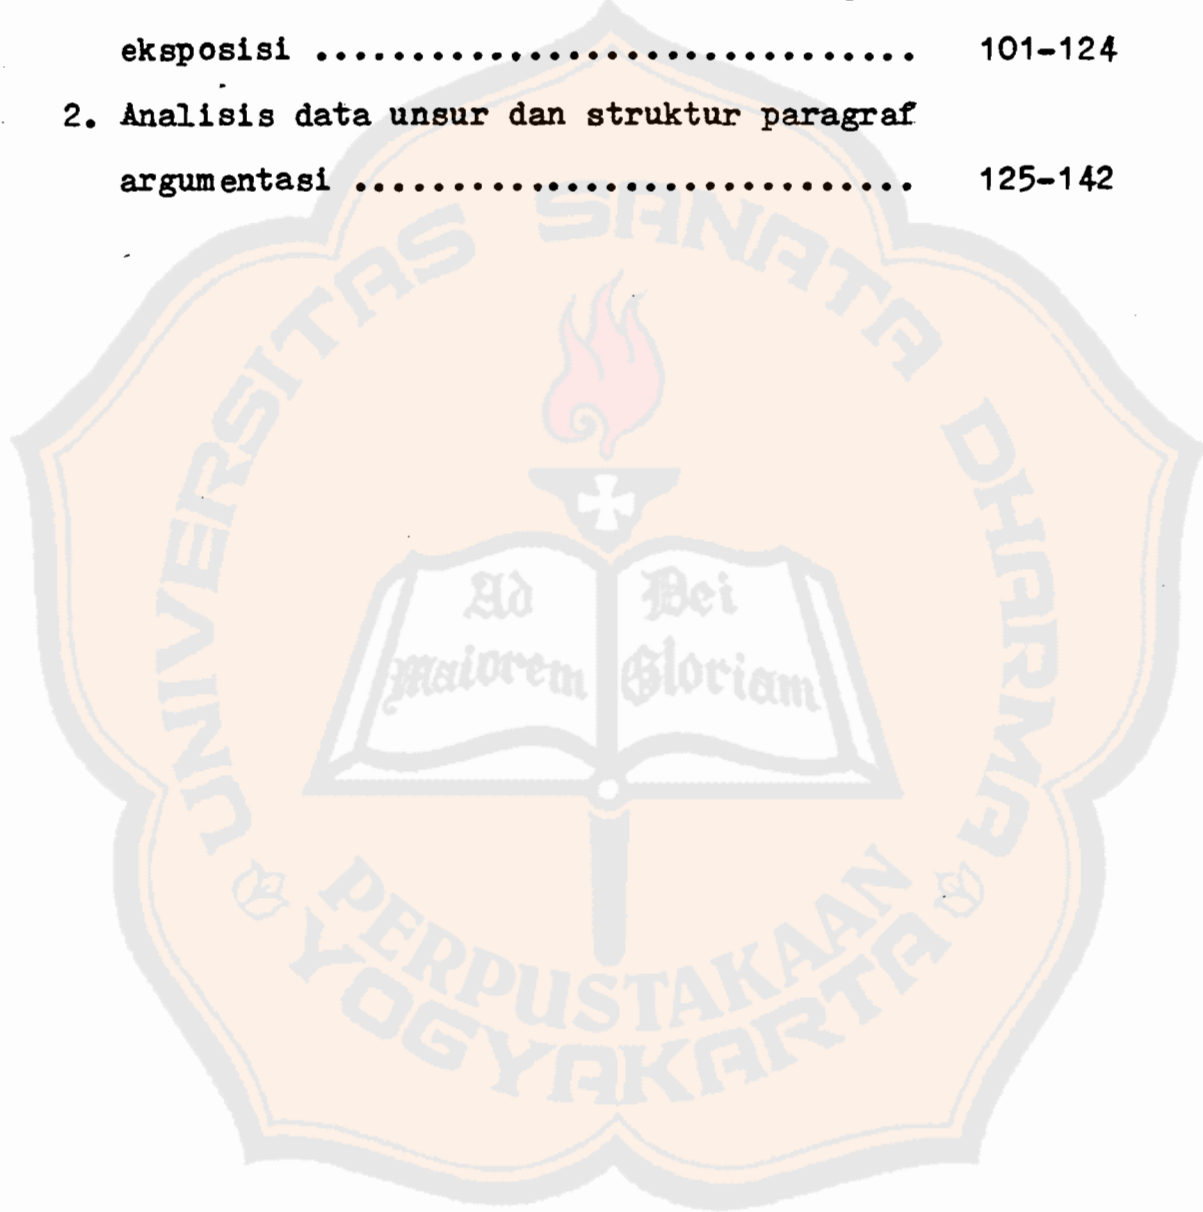 eksposisi ............................... 101-124
2. Analisis data unsur dan struktur paragraf
argumentasi ............................. 125-142
UNIVERSITAS SANATA DHARMA
Ad Dei
Maiorem Gloriam
PERPUSTAKAAN
YOGYAKARTA